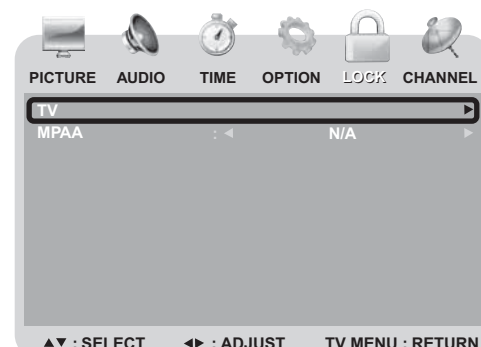 PICTURE AUDIO TIME OPTION LOCK CHANNEL
TV ▶
MPAA : ◀ N/A ▶
▲▼ : SELECT ◀▶ : ADJUST TV MENU : RETURN